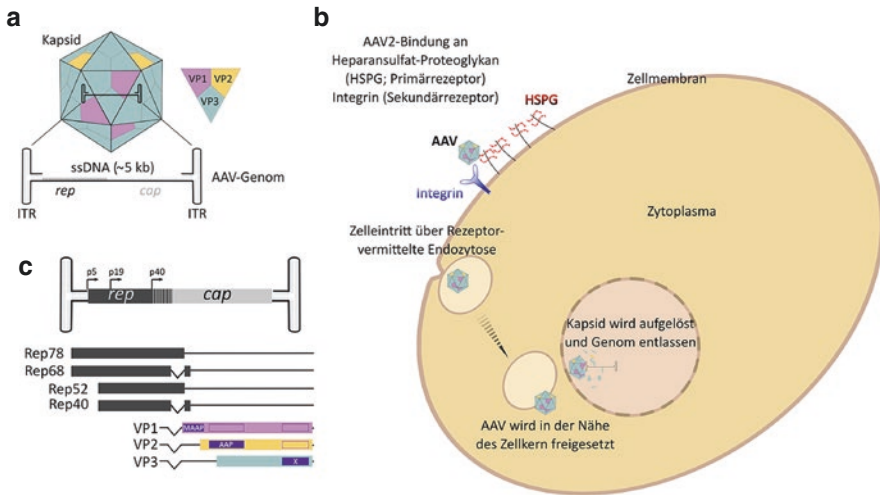 a
Kapsid
VP1
VP2
VP3
ssDNA (~5 kb)
AAV-Genom
rep
cap
ITR
ITR
b
AAV2-Bindung an
Heparansulfat-Proteoglykan
(HSPG; Primärrezeptor)
Integrin (Sekundärrezeptor)
Zellmembran
HSPG
AAV
Integrin
Zytoplasma
Zelleintritt über Rezeptor-
vermittelte Endozytose
Kapsid wird aufgelöst
und Genom entlassen
AAV wird in der Nähe
des Zellkern freigesetzt
c
p5
p19
p40
rep
cap
Rep78
Rep68
Rep52
Rep40
VP1
MAAP
VP2
AAP
VP3
X